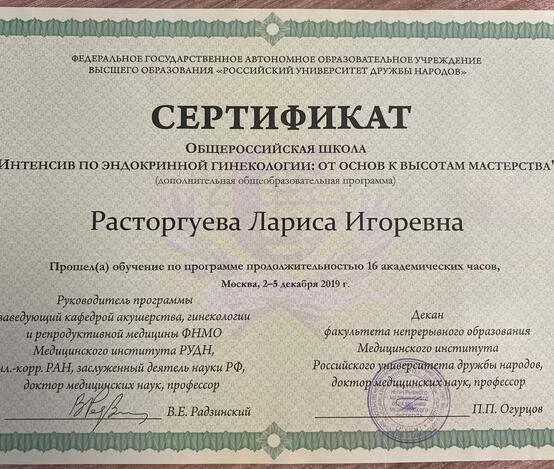 ФЕДЕРАЛЬНОЕ ГОСУДАРСТВЕННОЕ АВТОНОМНОЕ ОБРАЗОВАТЕЛЬНОЕ УЧРЕЖДЕНИЕ
ВЫСШЕГО ОБРАЗОВАНИЯ «РОССИЙСКИЙ УНИВЕРСИТЕТ ДРУЖБЫ НАРОДОВ»
СЕРТИФИКАТ
ОБЩЕРОССИЙСКАЯ ШКОЛА
"ИНТЕНСИВ ПО ЭНДОКРИННОЙ ГИНЕКОЛОГИИ: ОТ ОСНОВ К ВЫСОТАМ МАСТЕРСТВА"
(дополнительная общеобразовательная программа)
Расторгуева Лариса Игоревна
Прошел(а) обучение по программе продолжительностью 16 академических часов,
Москва, 2–5 декабря 2019 г.
Руководитель программы
заведующий кафедрой акушерства, гинекологии
и репродуктивной медицины ФНМО
Медицинского института РУДН,
чл.-корр. РАН, заслуженный деятель науки РФ,
доктор медицинских наук, профессор
В.Е. Радзинский
Декан
факультета непрерывного образования
Медицинского института
Российского университета дружбы народов,
доктор медицинских наук, профессор
П.П. Огурцов